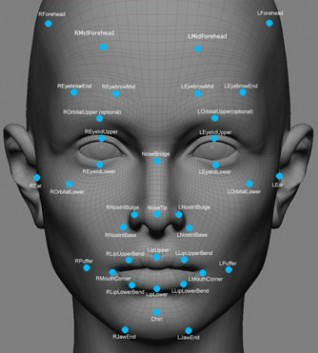 RForehead LForehead
RMidForehead LMidForehead
REyebrowEnd REyebrowMid LEyebrowMid LEyebrowEnd
ROrbitalUpper (optional) LOrbitalUpper(optional)
REyelidUpper LEyelidUpper
NoseBridge
REyelidLower LEyelidLower
REar ROrbitalLower LOrbitalLower LEar
RNostrilBulge NoseTip LNostrilBulge
RNostrilBase LNostrilBase
LipUpper
RLipUpperBend LLipUpperBend
RPuffer LPuffer
RMouthCorner LMouthCorner
RLipLowerBend LipLower LLipLowerBend
Chin
RJawEnd LJawEnd